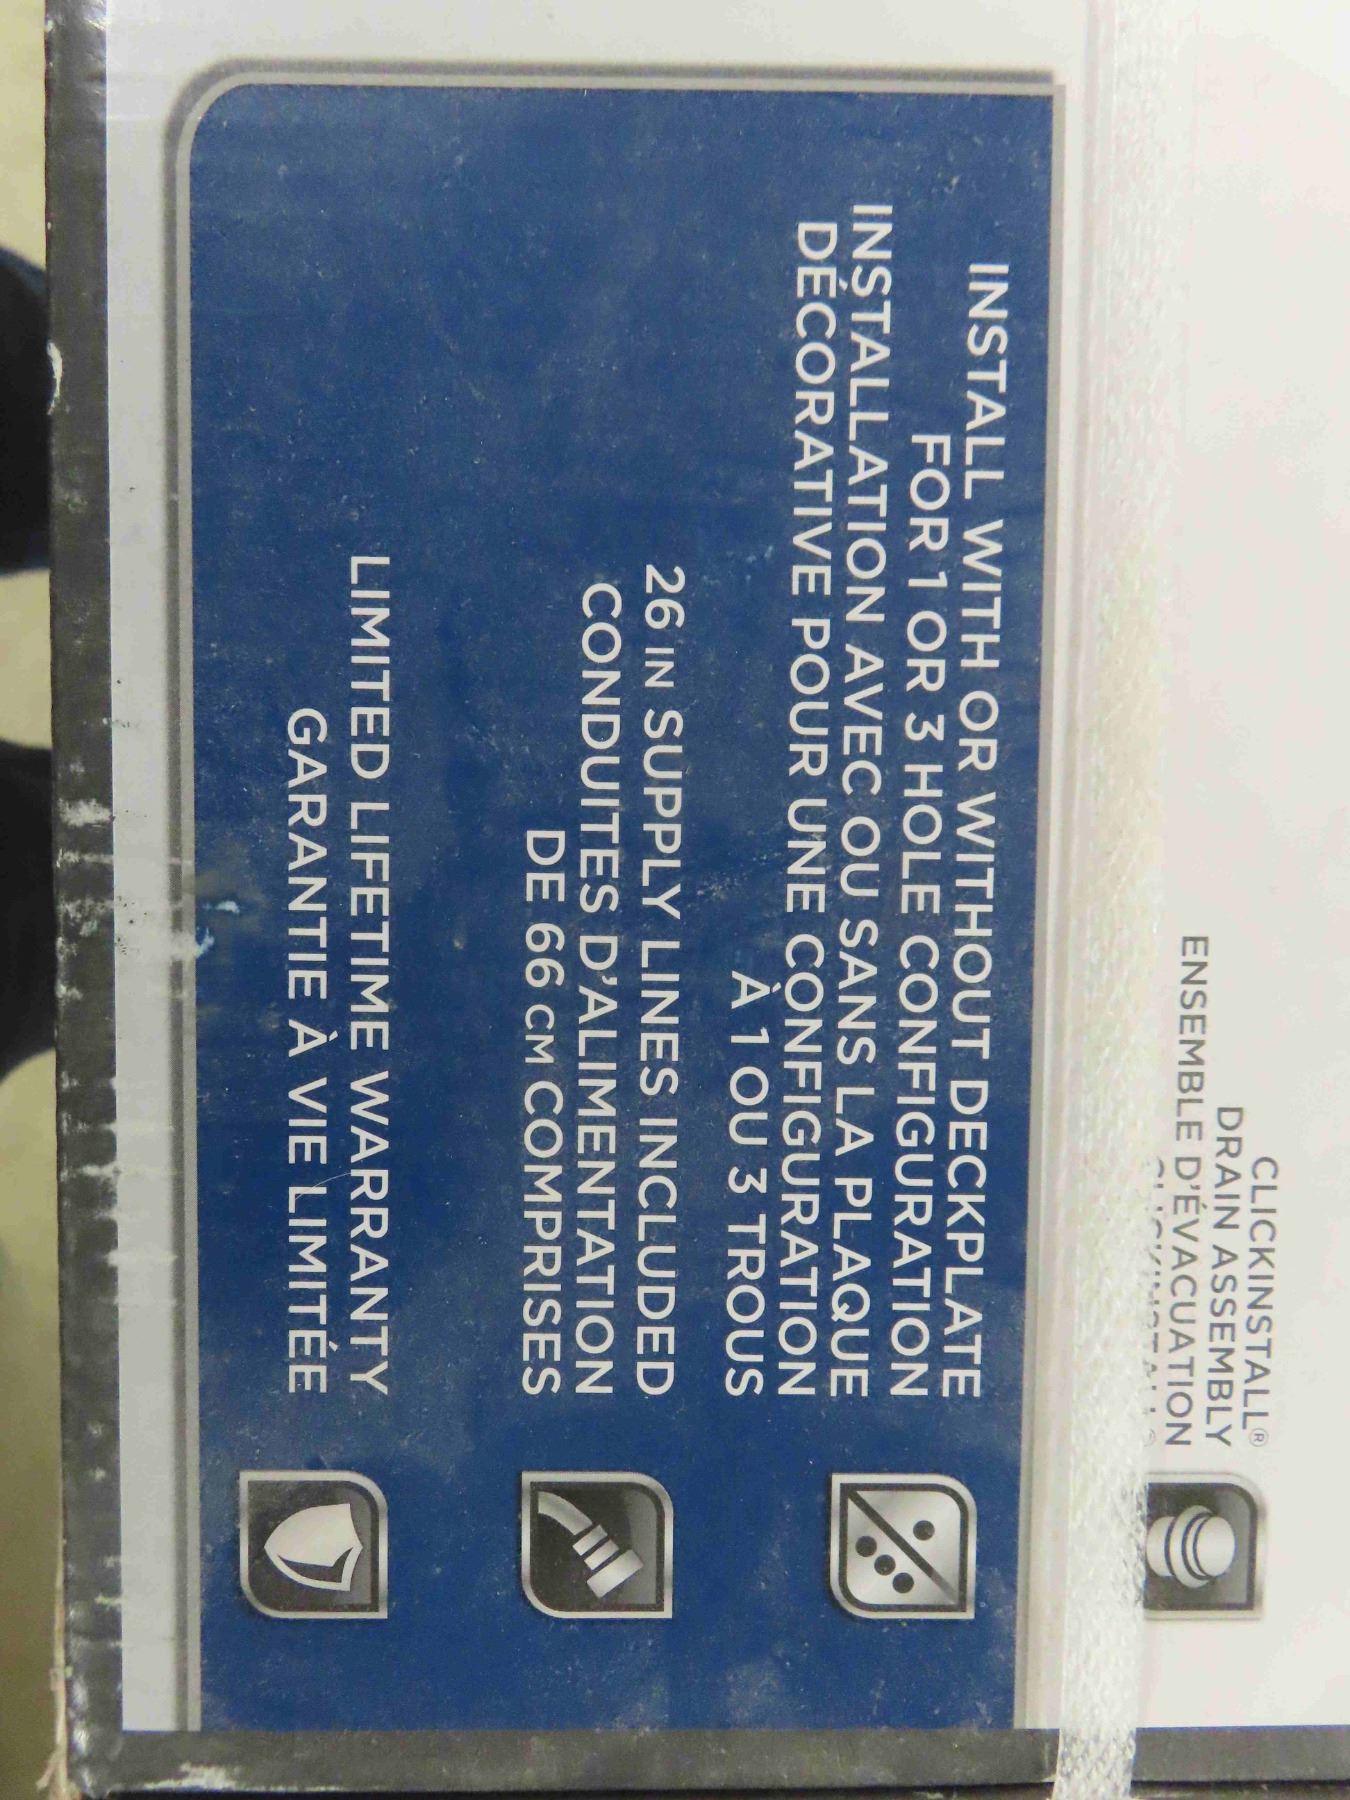 CLICKINSTALL®
DRAIN ASSEMBLY
ENSEMBLE D'ÉVACUATION
CLICKINSTALL®
INSTALL WITH OR WITHOUT DECKPLATE
FOR 1 OR 3 HOLE CONFIGURATION
INSTALLATION AVEC OU SANS LA PLAQUE
DÉCORATIVE POUR UNE CONFIGURATION
À 1 OU 3 TROUS
26 IN SUPPLY LINES INCLUDED
CONDUITES D'ALIMENTATION
DE 66 CM COMPRISES
LIMITED LIFETIME WARRANTY
GARANTIE À VIE LIMITÉE